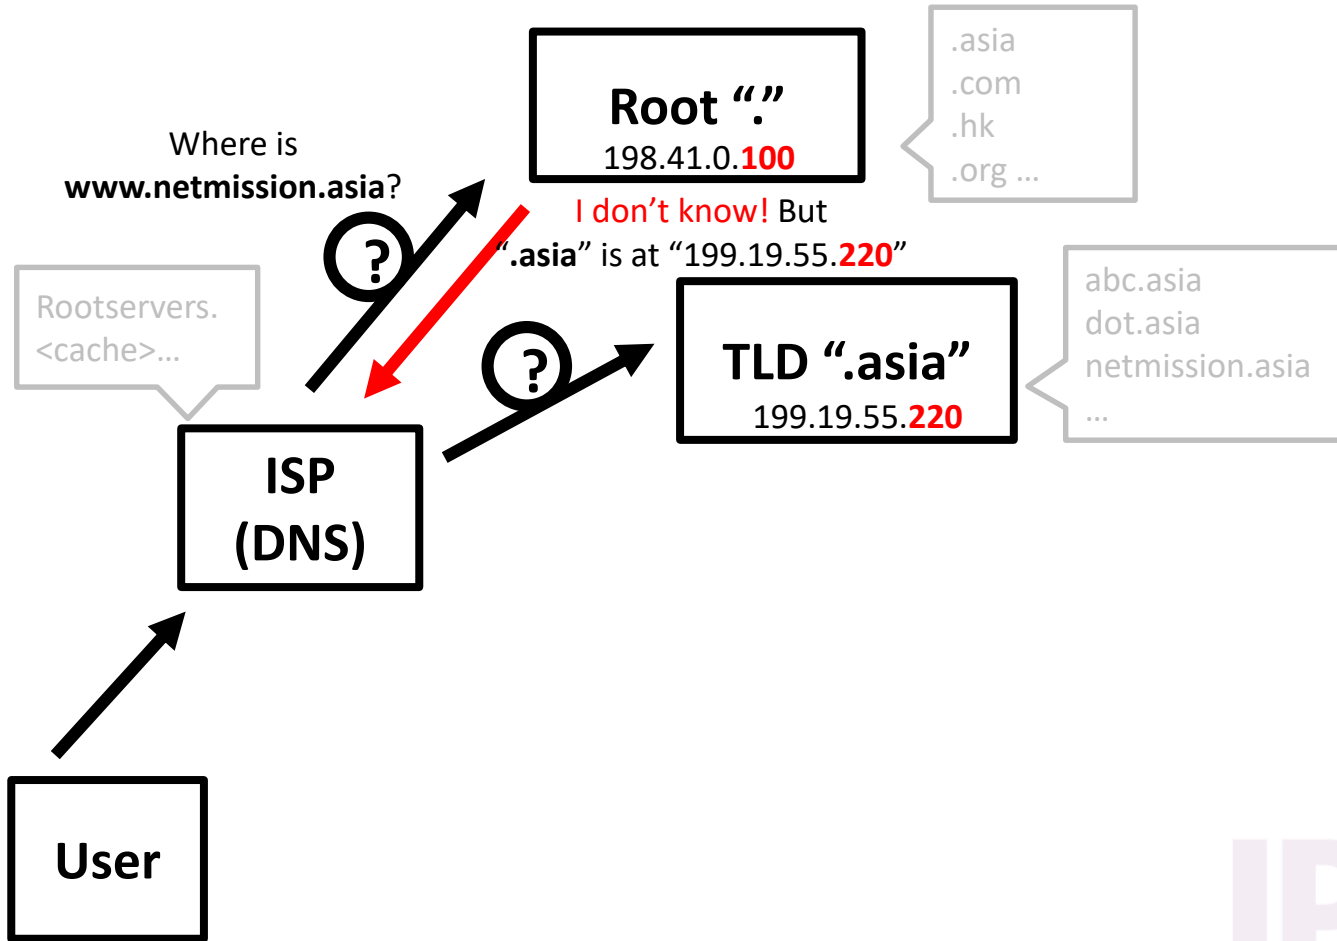 .asia
.com
.hk
.org ...
Root “.”
198.41.0.100
Where is
www.netmission.asia?
I don’t know! But
“.asia” is at “199.19.55.220”
?
Rootservers.
<cache>...
?
TLD “.asia”
199.19.55.220
abc.asia
dot.asia
netmission.asia
...
ISP
(DNS)
User